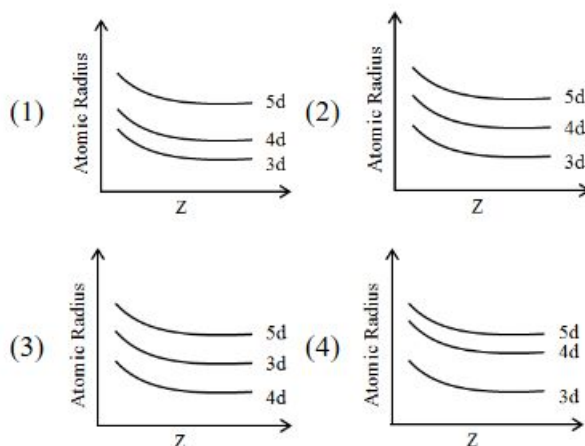 (1)
Atomic Radius
5d
4d
3d
Z
(2)
Atomic Radius
5d
4d
3d
Z
(3)
Atomic Radius
5d
3d
4d
Z
(4)
Atomic Radius
5d
4d
3d
Z